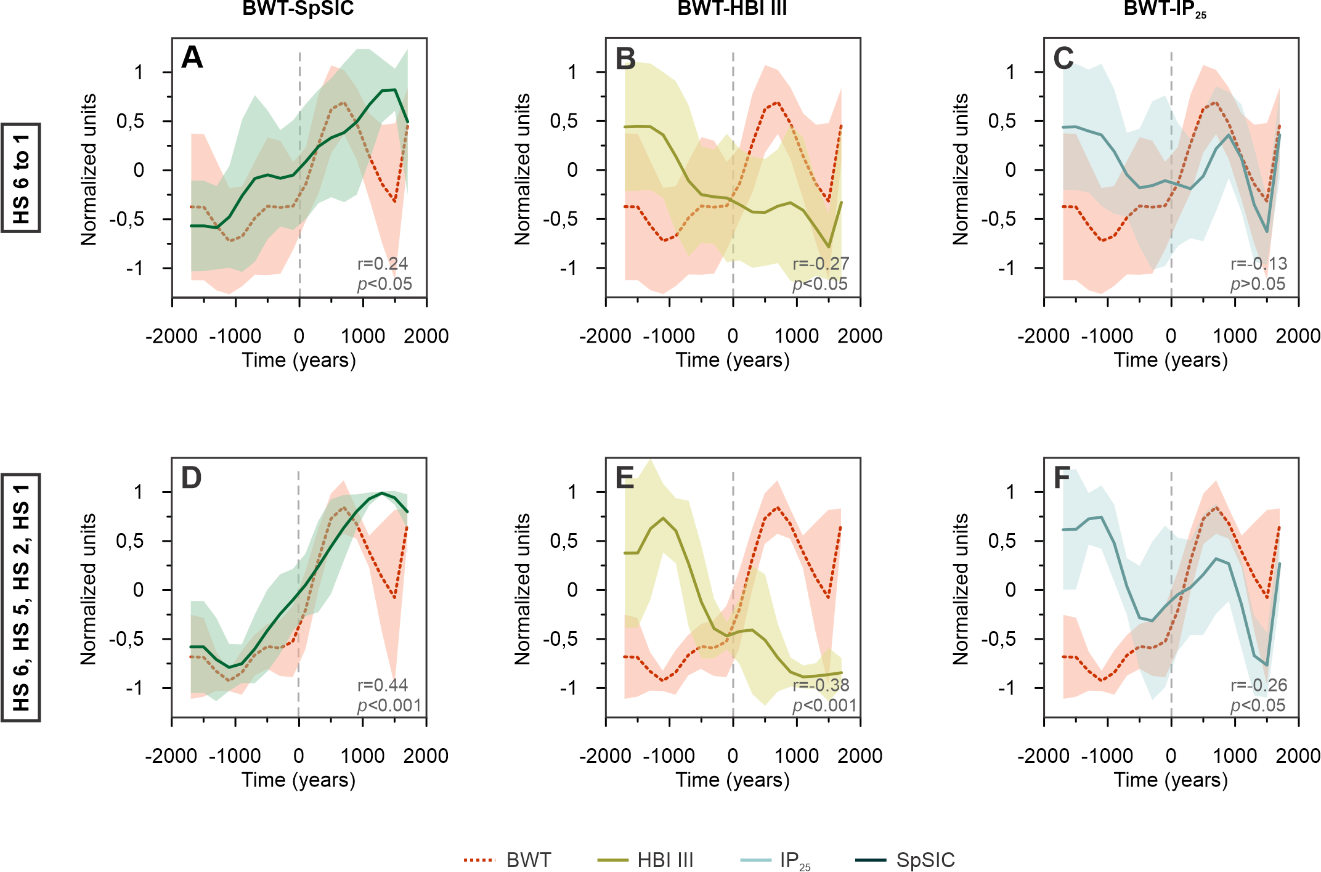 BWT-SpSIC BWT-HBI III BWT-IP25
HS 6 to 1
A B C
1 1 1
0,5 0,5 0,5
0 0 0
-0,5 -0,5 -0,5
-1 -1 -1
Normalized units Normalized units Normalized units
r=0.24 r=-0.27 r=-0.13
p<0.05 p<0.05 p>0.05
-2000 -1000 0 1000 2000 -2000 -1000 0 1000 2000 -2000 -1000 0 1000 2000
Time (years) Time (years) Time (years)
HS 6, HS 5, HS 2, HS 1
D E F
1 1 1
0,5 0,5 0,5
0 0 0
-0,5 -0,5 -0,5
-1 -1 -1
Normalized units Normalized units Normalized units
r=0.44 r=-0.38 r=-0.26
p<0.001 p<0.001 p<0.05
-2000 -1000 0 1000 2000 -2000 -1000 0 1000 2000 -2000 -1000 0 1000 2000
Time (years) Time (years) Time (years)
BWT HBI III IP25 SpSIC